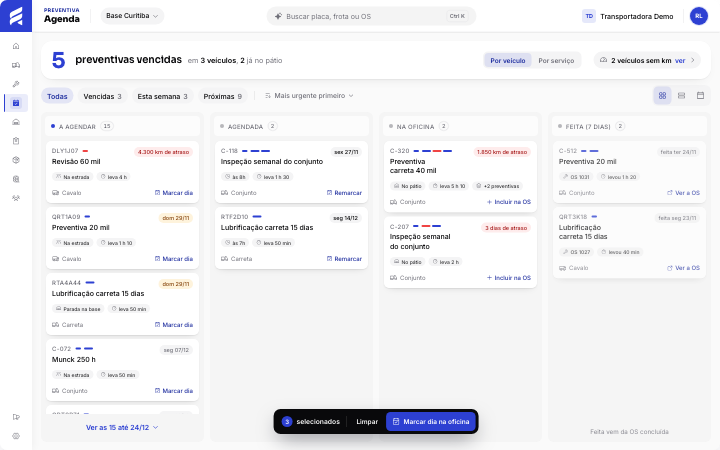 PREVENTIVA
Agenda
Base Curitiba
Buscar placa, frota ou OS
Ctrl K
TD
Transportadora Demo
RL
5 preventivas vencidas
em 3 veículos, 2 já no pátio
Por veículo
Por serviço
2 veículos sem km ver
Todas
Vencidas 3
Esta semana 3
Próximas 9
Mais urgente primeiro
A AGENDAR 15
DLY1J07
4.300 km de atraso
Revisão 60 mil
Na estrada
leva 4 h
Cavalo
Marcar dia
QRT1A09
dom 29/11
Preventiva 20 mil
Na estrada
leva 1 h 10
Cavalo
Marcar dia
RTA4A44
dom 29/11
Lubrificação carreta 15 dias
Parada na base
leva 50 min
Carreta
Marcar dia
C-072
seg 07/12
Munck 250 h
Na estrada
leva 50 min
Conjunto
Marcar dia
Ver as 15 até 24/12
AGENDADA 2
C-118
sex 27/11
Inspeção semanal do conjunto
às 8h
leva 1 h 30
Conjunto
Remarcar
RTF2D10
seg 14/12
Lubrificação carreta 15 dias
às 7h
leva 50 min
Carreta
Remarcar
NA OFICINA 2
C-320
1.850 km de atraso
Preventiva
carreta 40 mil
No pátio
leva 5 h 10
+2 preventivas
Conjunto
Incluir na OS
C-207
3 dias de atraso
Inspeção semanal
do conjunto
No pátio
leva 2 h
Conjunto
Incluir na OS
FEITA (7 DIAS) 2
C-512
feita ter 24/11
Preventiva 20 mil
OS 1031
levou 1 h 20
Conjunto
Ver a OS
QRT3K18
feita seg 23/11
Lubrificação
carreta 15 dias
OS 1027
levou 40 min
Cavalo
Ver a OS
Feita vem da OS concluída
3 selecionados
Limpar
Marcar dia na oficina